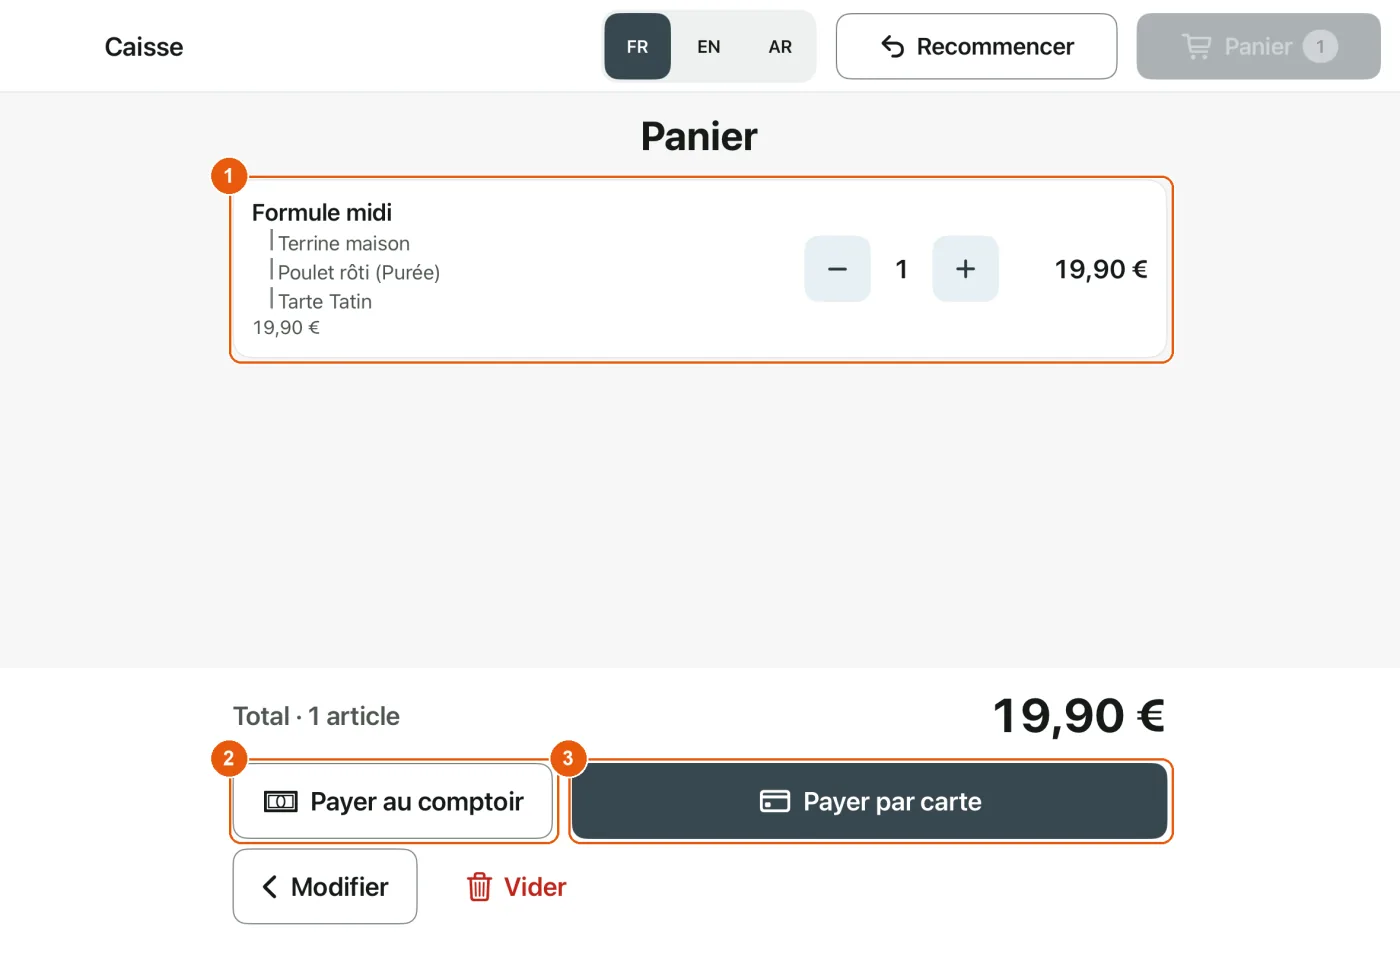 Caisse
FR EN AR
Recommencer
Panier 1
Panier
1
Formule midi
Terrine maison
Poulet rôti (Purée)
Tarte Tatin
19,90 €
− 1 +
19,90 €
Total · 1 article
19,90 €
2
Payer au comptoir
3
Payer par carte
Modifier
Vider